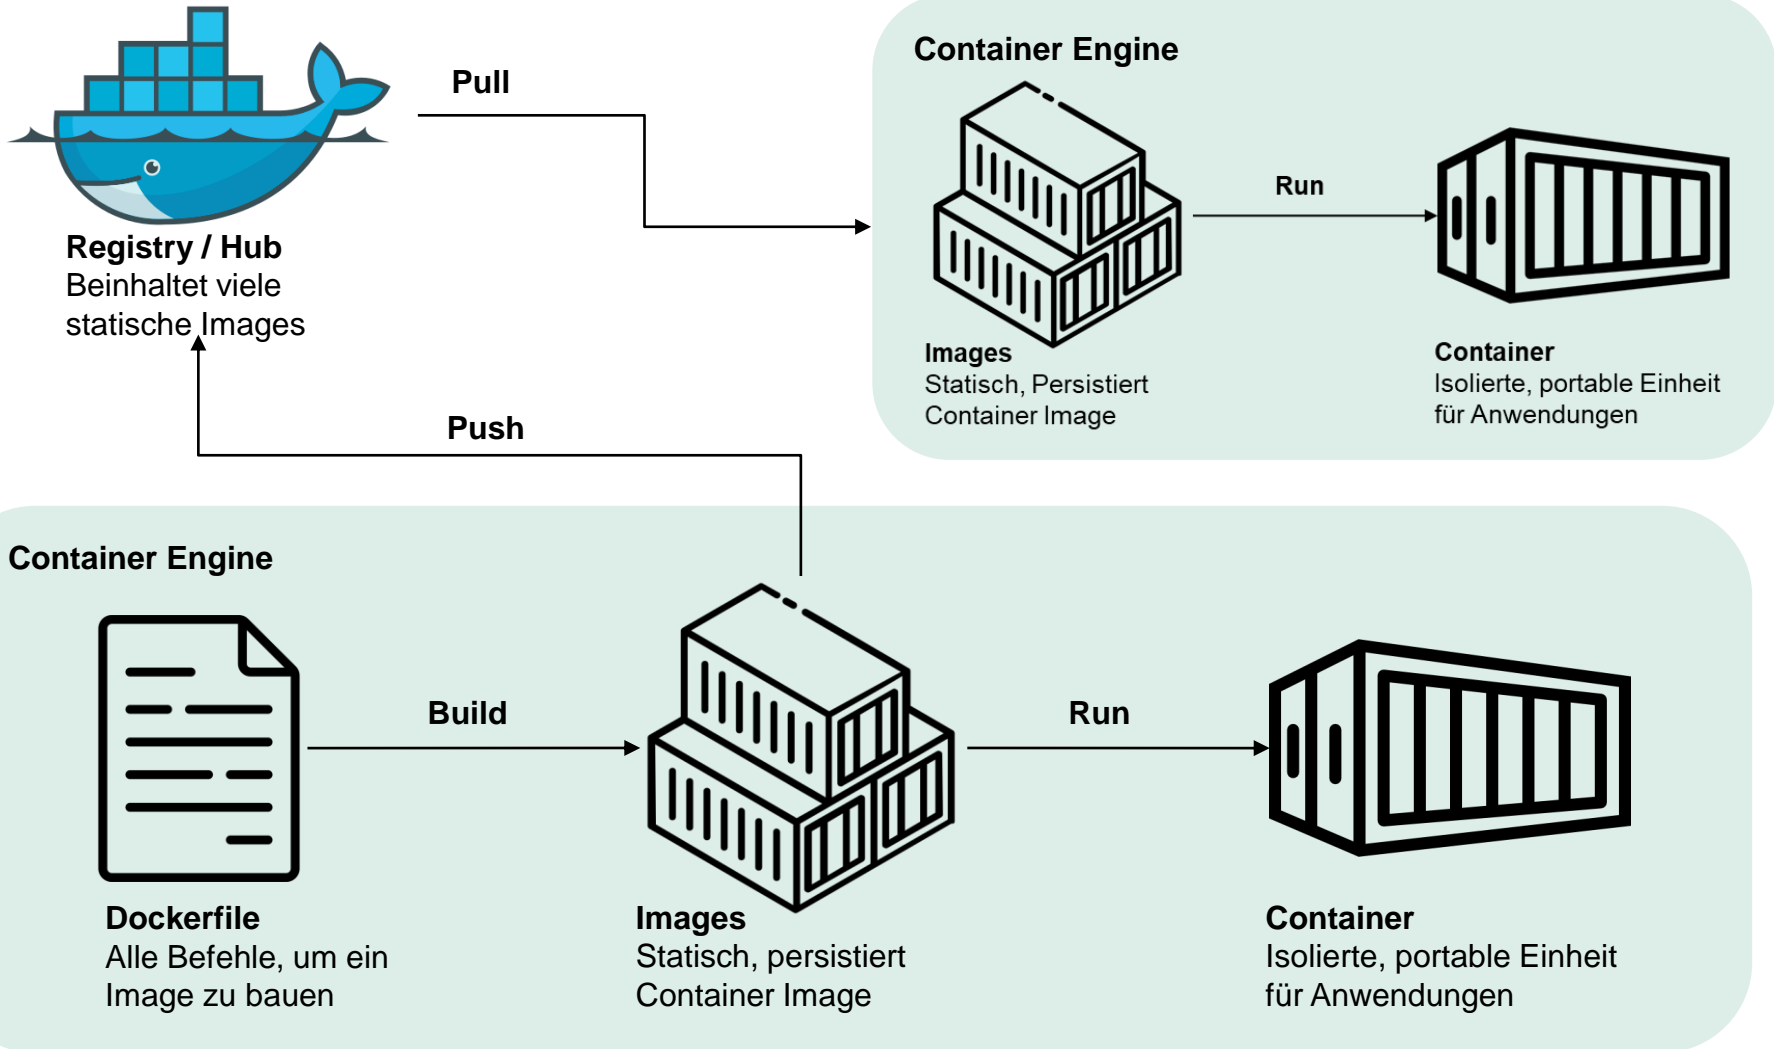 Container Engine
Pull
Run
Registry / Hub
Beinhaltet viele
statische Images
Images
Statisch, Persistiert
Container Image
Container
Isolierte, portable Einheit
für Anwendungen
Push
Container Engine
Build
Run
Dockerfile
Alle Befehle, um ein
Image zu bauen
Images
Statisch, persistiert
Container Image
Container
Isolierte, portable Einheit
für Anwendungen